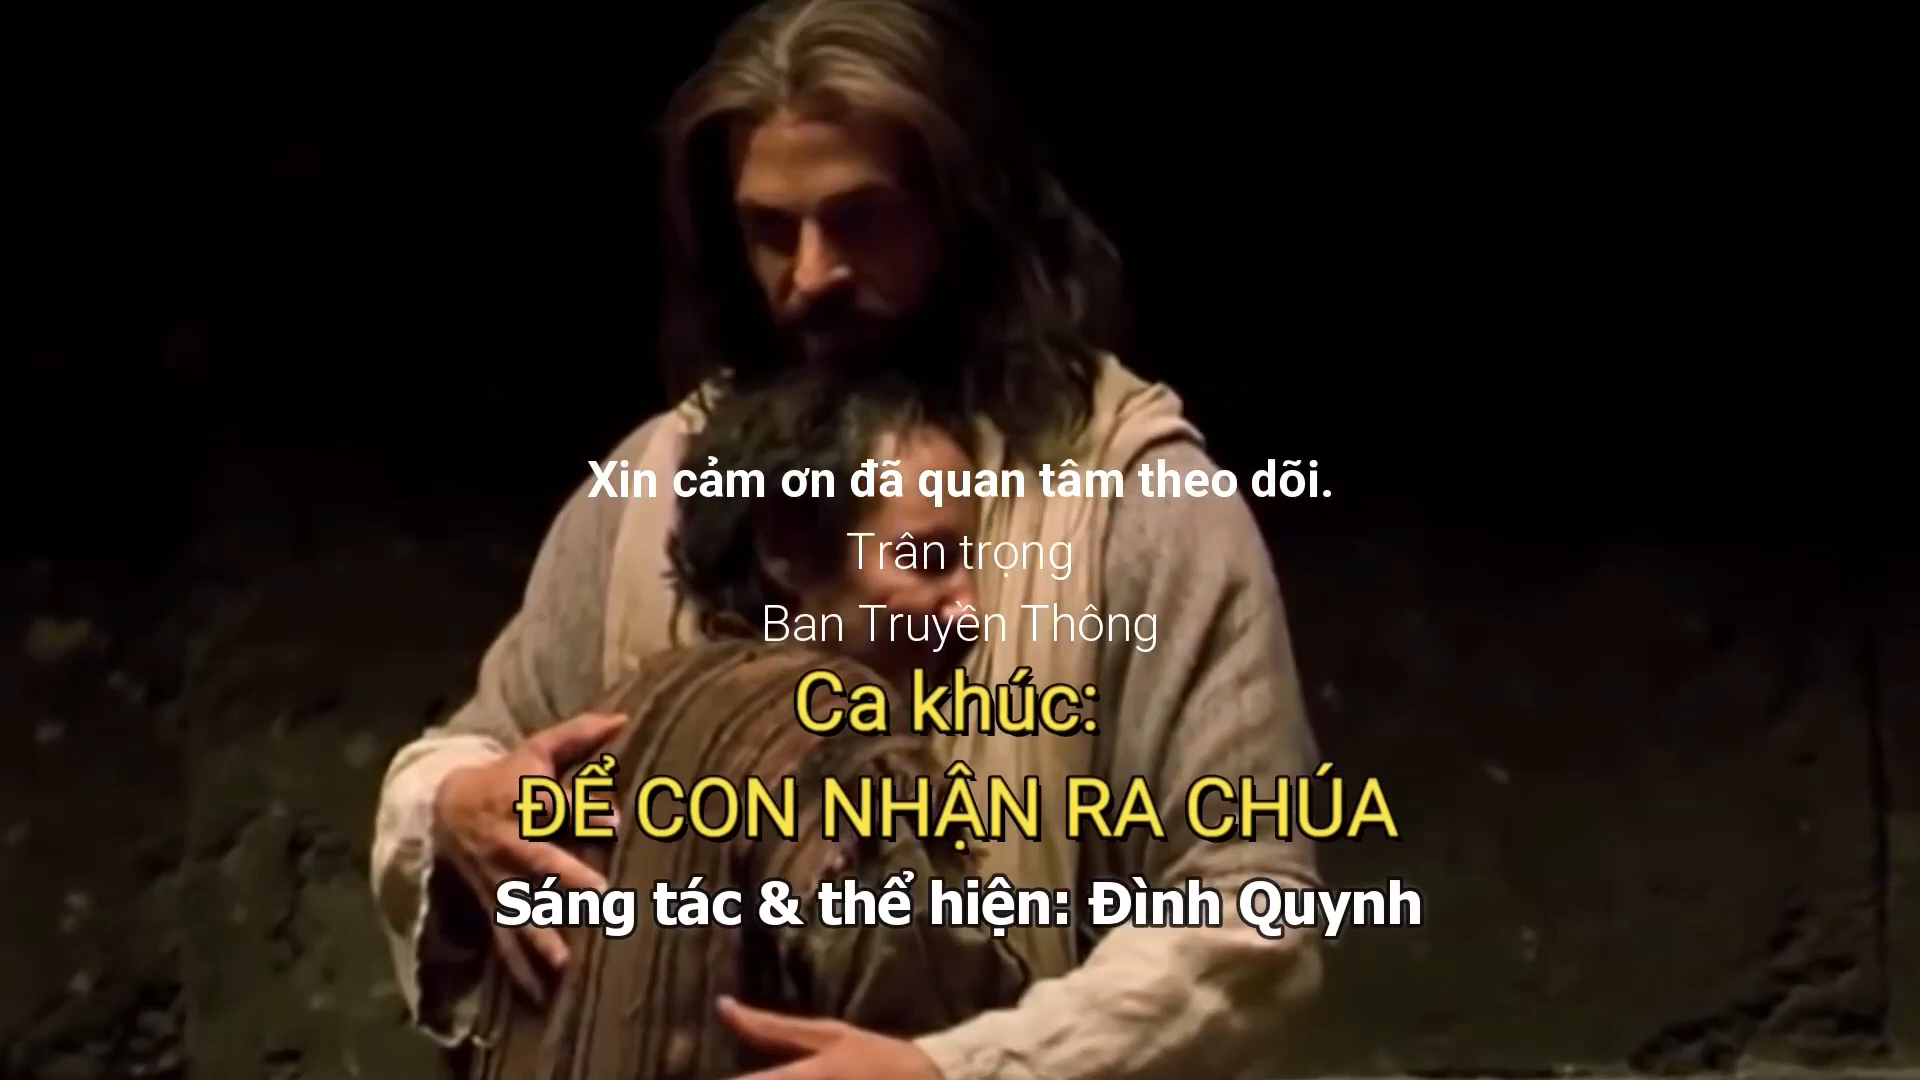 Xin cảm ơn đã quan tâm theo dõi.
Trân trọng
Ban Truyền Thông
Ca khúc:
ĐỂ CON NHẬN RA CHÚA
Sáng tác & thể hiện: Đình Quynh